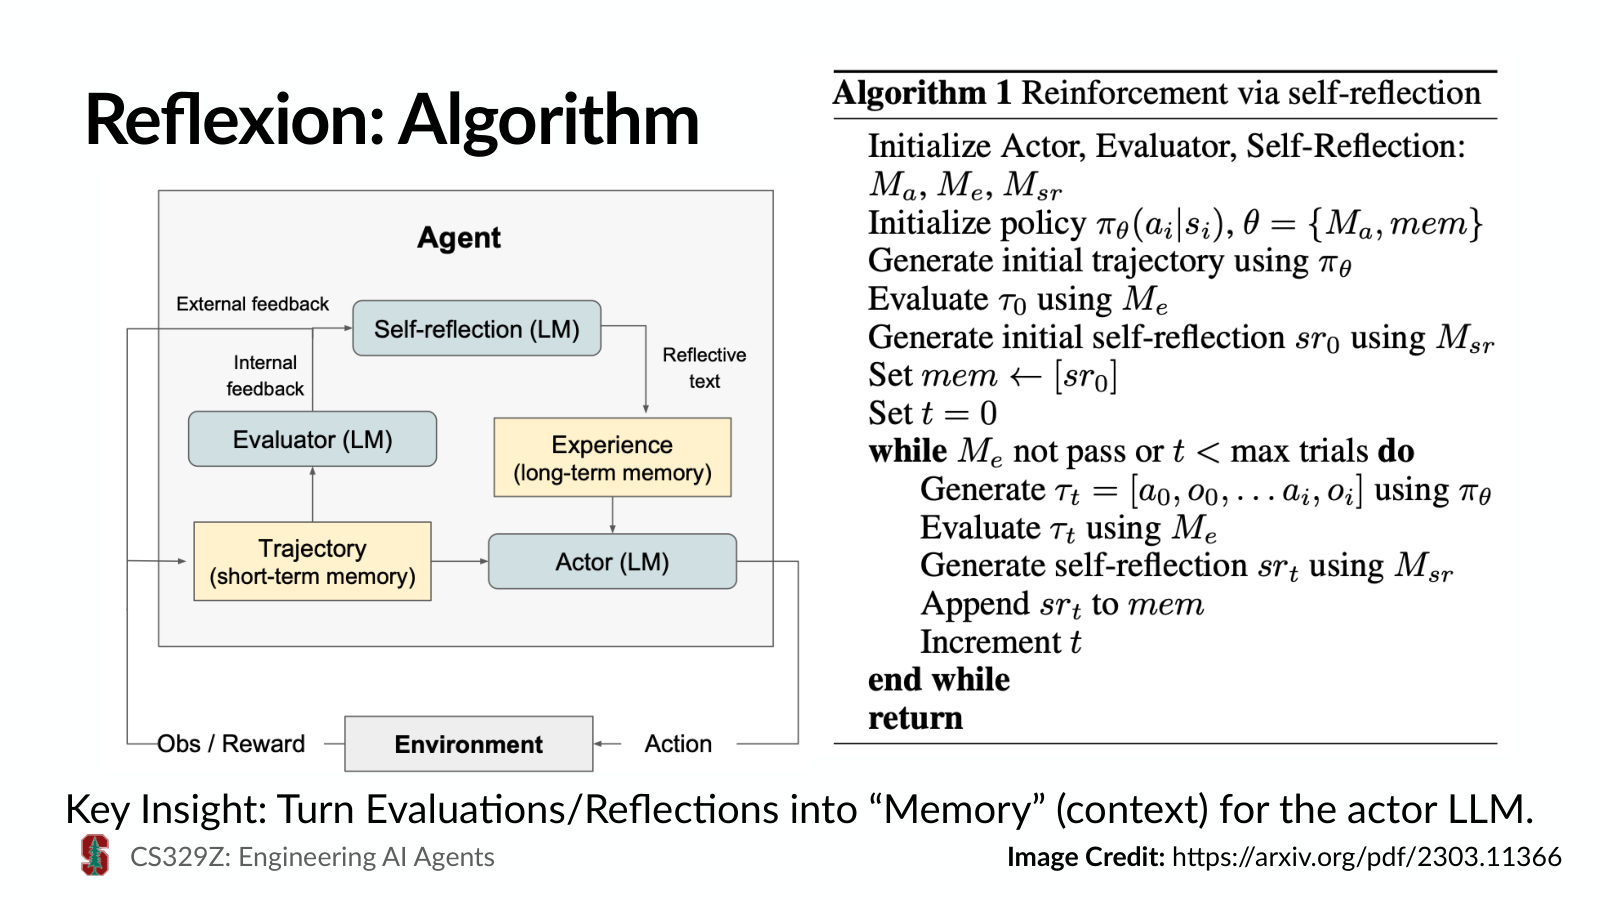 Reflexion: Algorithm
Agent
External feedback
Self-reflection (LM)
Internal
feedback
Reflective
text
Evaluator (LM)
Experience
(long-term memory)
Trajectory
(short-term memory)
Actor (LM)
Obs / Reward
Environment
Action
Algorithm 1 Reinforcement via self-reflection
Initialize Actor, Evaluator, Self-Reflection:
M_a, M_e, M_sr
Initialize policy π_θ(a_i|s_i), θ = {M_a, mem}
Generate initial trajectory using π_θ
Evaluate τ_0 using M_e
Generate initial self-reflection sr_0 using M_sr
Set mem ← [sr_0]
Set t = 0
while M_e not pass or t < max trials do
Generate τ_t = [a_0, o_0, . . . a_i, o_i] using π_θ
Evaluate τ_t using M_e
Generate self-reflection sr_t using M_sr
Append sr_t to mem
Increment t
end while
return
Key Insight: Turn Evaluations/Reflections into “Memory” (context) for the actor LLM.
CS329Z: Engineering AI Agents
Image Credit: https://arxiv.org/pdf/2303.11366